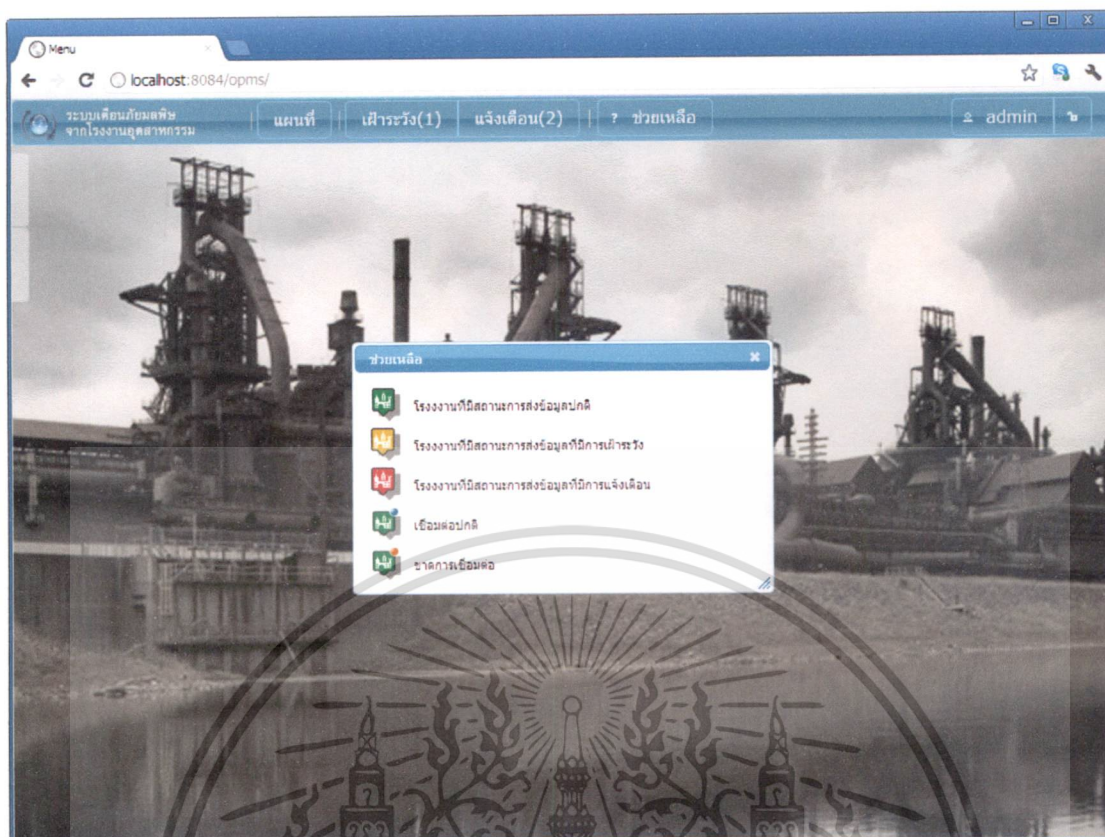 Menu
localhost:8084/opms/
ระบบเตือนภัยมลพิษ
จากโรงงานอุตสาหกรรม
แผนที่
เฝ้าระวัง(1)
แจ้งเตือน(2)
? ช่วยเหลือ
admin
ช่วยเหลือ
โรงงงานที่มีสถานะการส่งข้อมูลปกติ
โรงงงานที่มีสถานะการส่งข้อมูลที่มีการเฝ้าระวัง
โรงงงานที่มีสถานะการส่งข้อมูลที่มีการแจ้งเตือน
เชื่อมต่อปกติ
ขาดการเชื่อมต่อ